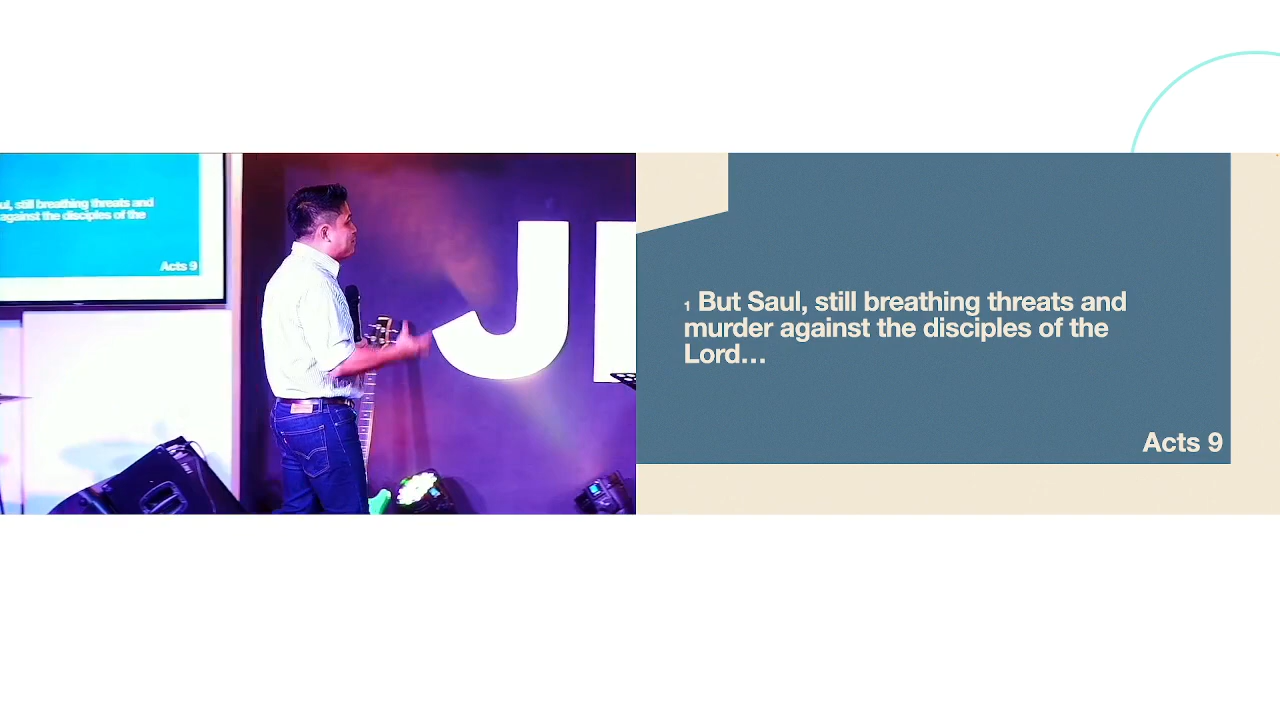 ul, still breathing threats and
against the disciples of the
Acts 9
J
1 But Saul, still breathing threats and
murder against the disciples of the
Lord…
Acts 9